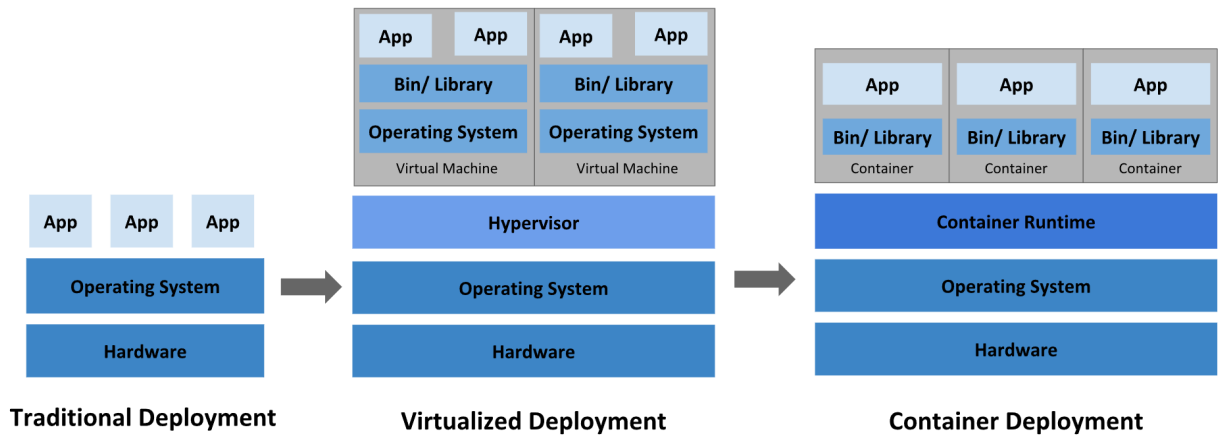 App App App
Operating System
Hardware
Traditional Deployment
App App App App
Bin/ Library Bin/ Library
Operating System Operating System
Virtual Machine Virtual Machine
Hypervisor
Operating System
Hardware
Virtualized Deployment
App App App
Bin/ Library Bin/ Library Bin/ Library
Container Container Container
Container Runtime
Operating System
Hardware
Container Deployment